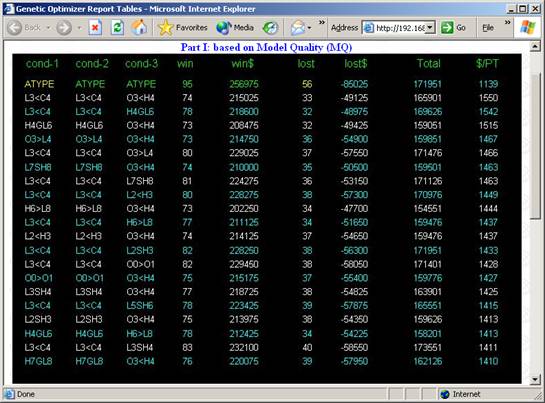 Genetic Optimizer Report Tables - Microsoft Internet Explorer
Back Favorities Address http://192.168 Go File
Part I: based on Model Quality (MQ)
cond-1 cond-2 cond-3 win win$ lost lost$ Total $/PT
ATYPE ATYPE ATYPE 95 256975 56 -85025 171951 1139
L3<C4 L3<C4 O3<H4 74 215025 33 -49125 165901 1550
L3<C4 L3<C4 H4GL6 78 218600 32 -48975 169626 1542
H4GL6 H4GL6 O3<H4 73 208475 32 -49425 159051 1515
O3>L4 O3>L4 O3<H4 73 214750 36 -54900 159851 1467
L3<C4 L3<C4 O3>L4 80 229025 37 -57550 171476 1466
L7SH8 L7SH8 O3<H4 74 210000 35 -50500 159501 1463
L3<C4 L3<C4 L7SH8 81 224275 36 -53150 171126 1463
L3<C4 L3<C4 L2<H3 80 228275 38 -57300 170976 1449
H6>L8 H6>L8 O3<H4 73 202250 34 -47700 154551 1444
L3<C4 L3<C4 H6>L8 77 211125 34 -51650 159476 1437
L2<H3 L2<H3 O3<H4 74 214125 37 -54650 159476 1437
L3<C4 L3<C4 L2SH3 82 228250 38 -56300 171951 1433
L3<C4 L3<C4 O0>O1 82 229450 38 -58050 171401 1428
O0>O1 O0>O1 O3<H4 75 215175 37 -55400 159776 1427
L3SH4 L3SH4 O3<H4 77 218725 38 -54825 163901 1425
L3<C4 L3<C4 L5SH6 78 223425 39 -57875 165551 1415
L2SH3 L2SH3 O3<H4 75 213975 38 -54350 159626 1413
H4GL6 H4GL6 H6>L8 78 212425 34 -54225 158201 1413
L3<C4 L3<C4 L3SH4 83 232100 40 -58550 173551 1411
H7GL8 H7GL8 O3<H4 76 220075 39 -57950 162126 1410
Done Internet